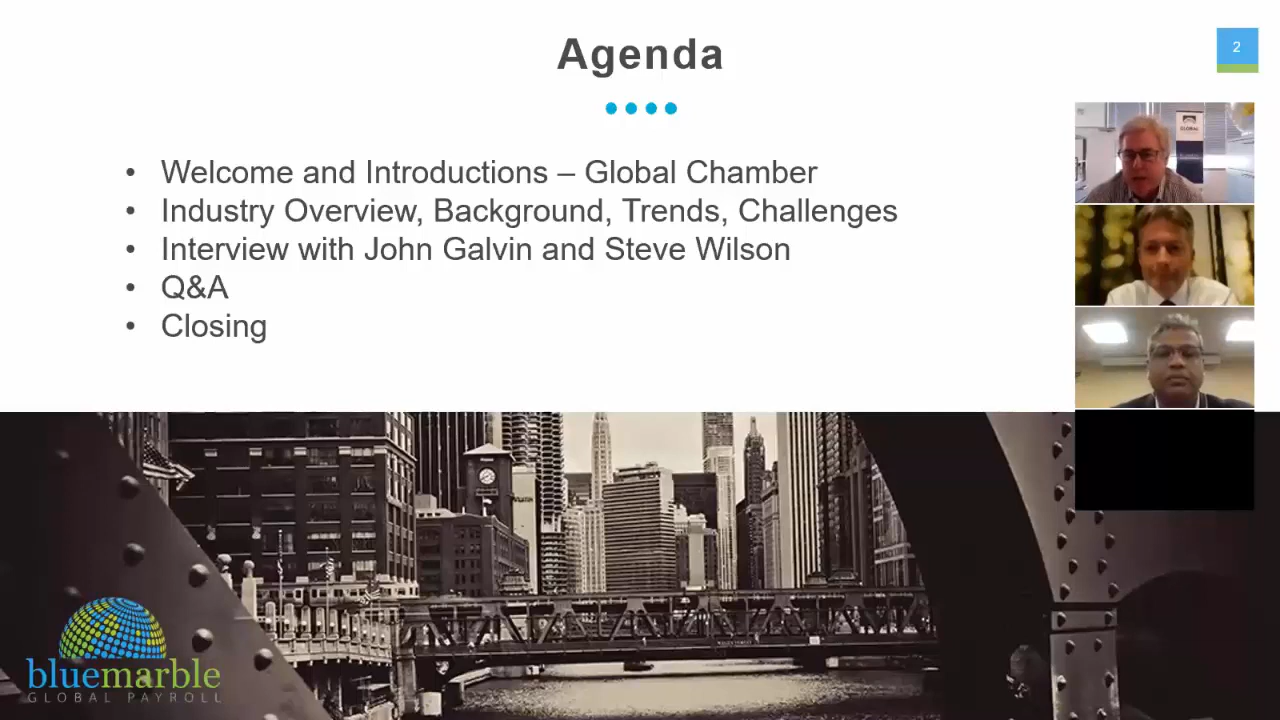 Agenda
2
• Welcome and Introductions – Global Chamber
• Industry Overview, Background, Trends, Challenges
• Interview with John Galvin and Steve Wilson
• Q&A
• Closing
GLOBAL
bluemarble
GLOBAL PAYROLL